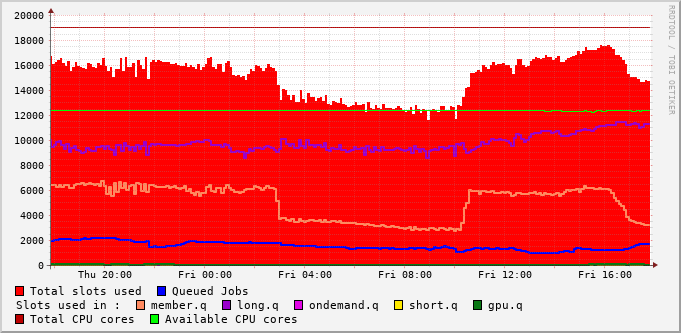 20000
18000
16000
14000
12000
10000
8000
6000
4000
2000
0
Thu 20:00 Fri 00:00 Fri 04:00 Fri 08:00 Fri 12:00 Fri 16:00
RRDTOOL / TOBI OETIKER
Total slots used Queued Jobs
Slots used in : member.q long.q ondemand.q short.q gpu.q
Total CPU cores Available CPU cores